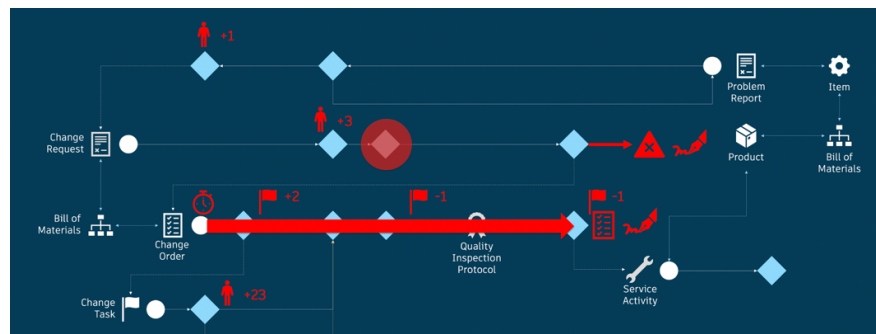 +1
Problem
Report
Item
+3
Change
Request
Product
Bill of
Materials
+2
-1
-1
Bill of
Materials
Change
Order
Quality
Inspection
Protocol
Service
Activity
Change
Task
+23